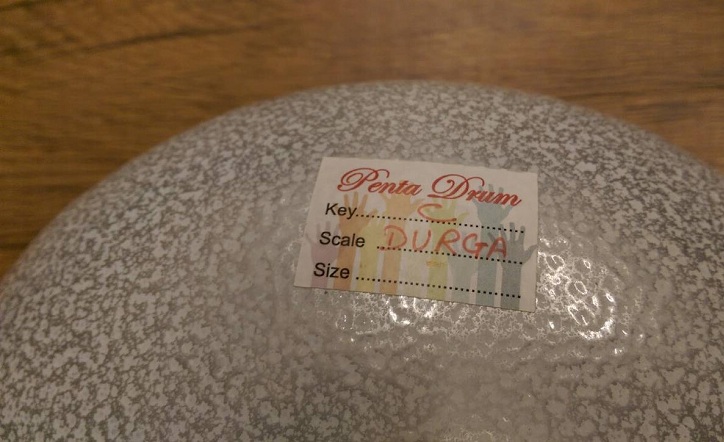 Penta Drum
Key.............C.............
Scale ...DURGA...
Size ..............................